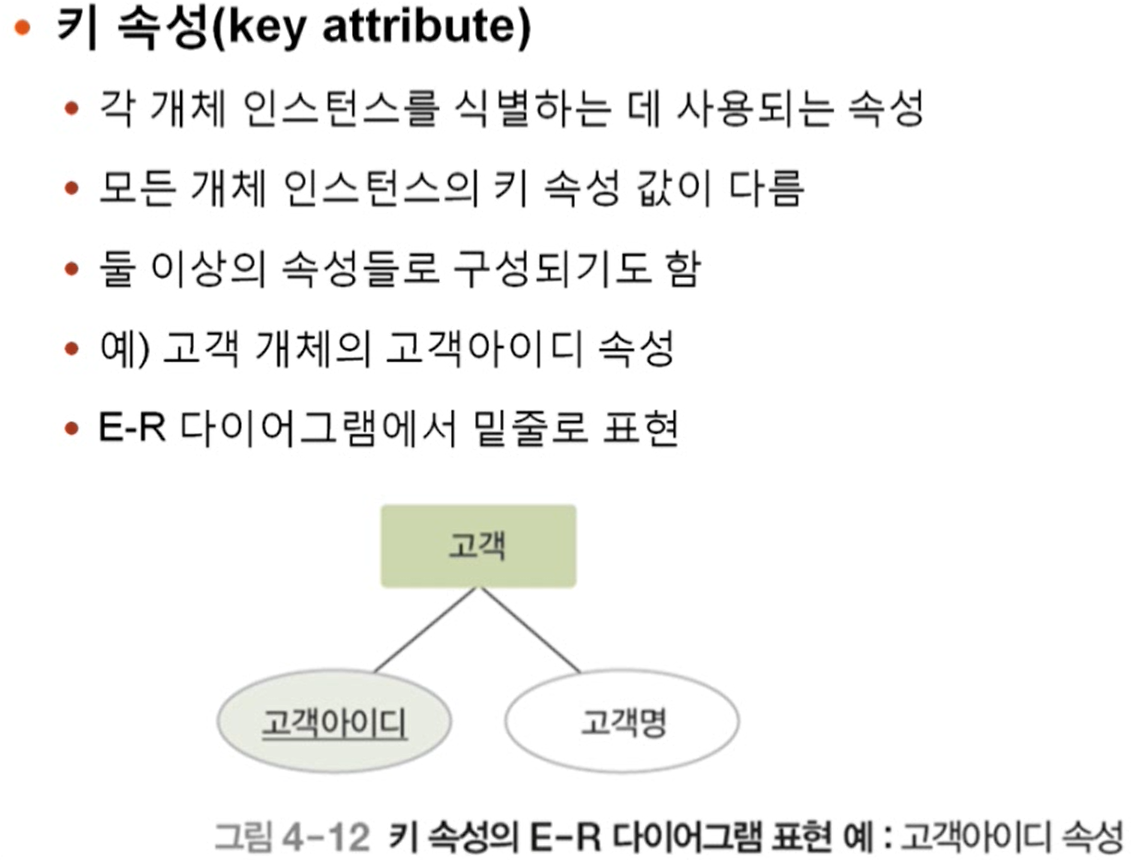 키 속성(key attribute)
각 개체 인스턴스를 식별하는 데 사용되는 속성
모든 개체 인스턴스의 키 속성 값이 다름
둘 이상의 속성들로 구성되기도 함
예) 고객 개체의 고객아이디 속성
E-R 다이어그램에서 밑줄로 표현
고객
고객아이디
고객명
그림 4-12 키 속성의 E-R 다이어그램 표현 예 : 고객아이디 속성